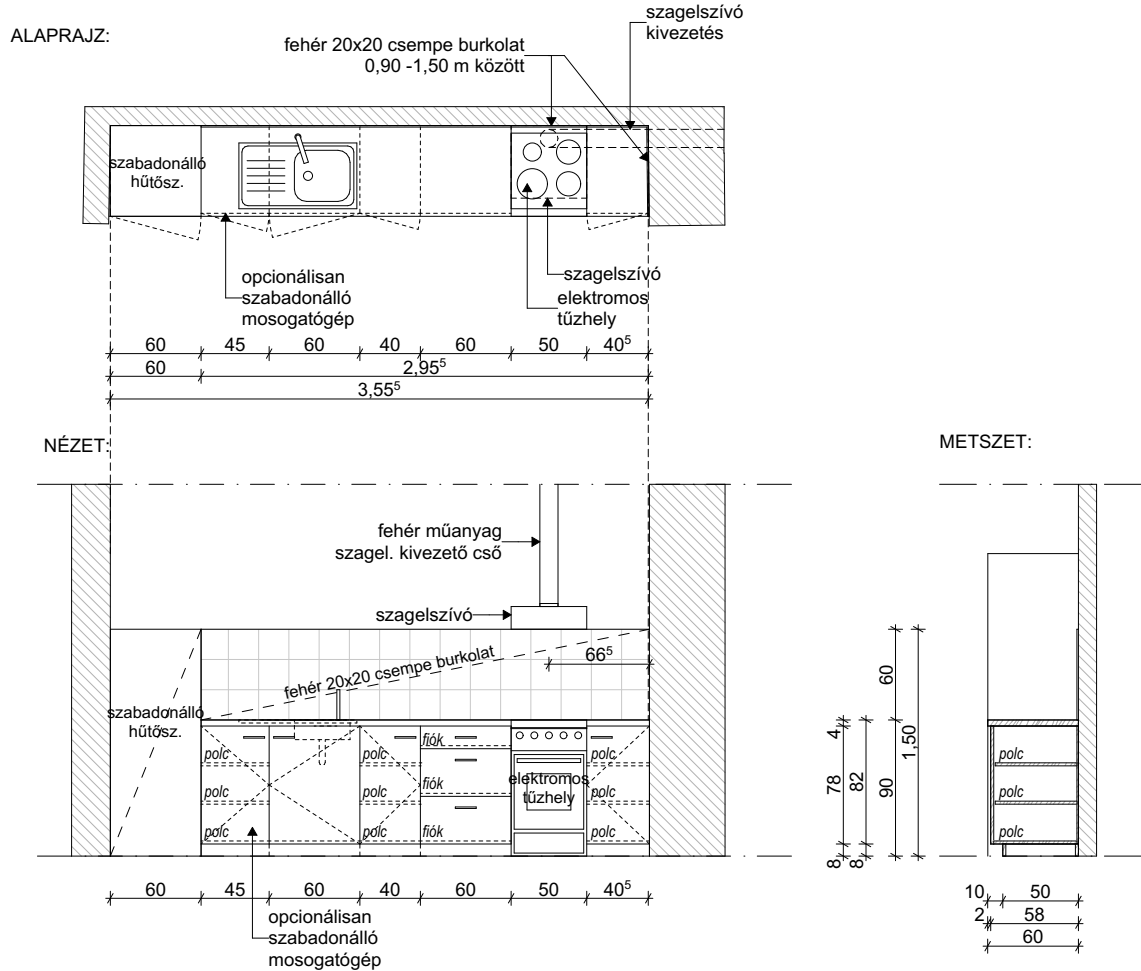 ALAPRAJZ:
szagelszívó
kivezetés
fehér 20x20 csempe burkolat
0,90 -1,50 m között
szabadonálló
hűtősz.
opcionálisan
szabadonálló
mosogatógép
szagelszívó
elektromos
tűzhely
60 45 60 40 60 50 40⁵
60 2,95⁵
3,55⁵
NÉZET:
METSZET:
fehér műanyag
szagel. kivezető cső
szagelszívó
66⁵
fehér 20x20 csempe burkolat
szabadonálló
hűtősz.
polc
polc
polc
polc
polc
polc
fiók
fiók
fiók
elektromos
tűzhely
polc
polc
polc
60 45 60 40 60 50 40⁵
opcionálisan
szabadonálló
mosogatógép
4
78
8
82
8
60
90
1,50
polc
polc
polc
10 50
2 58
60